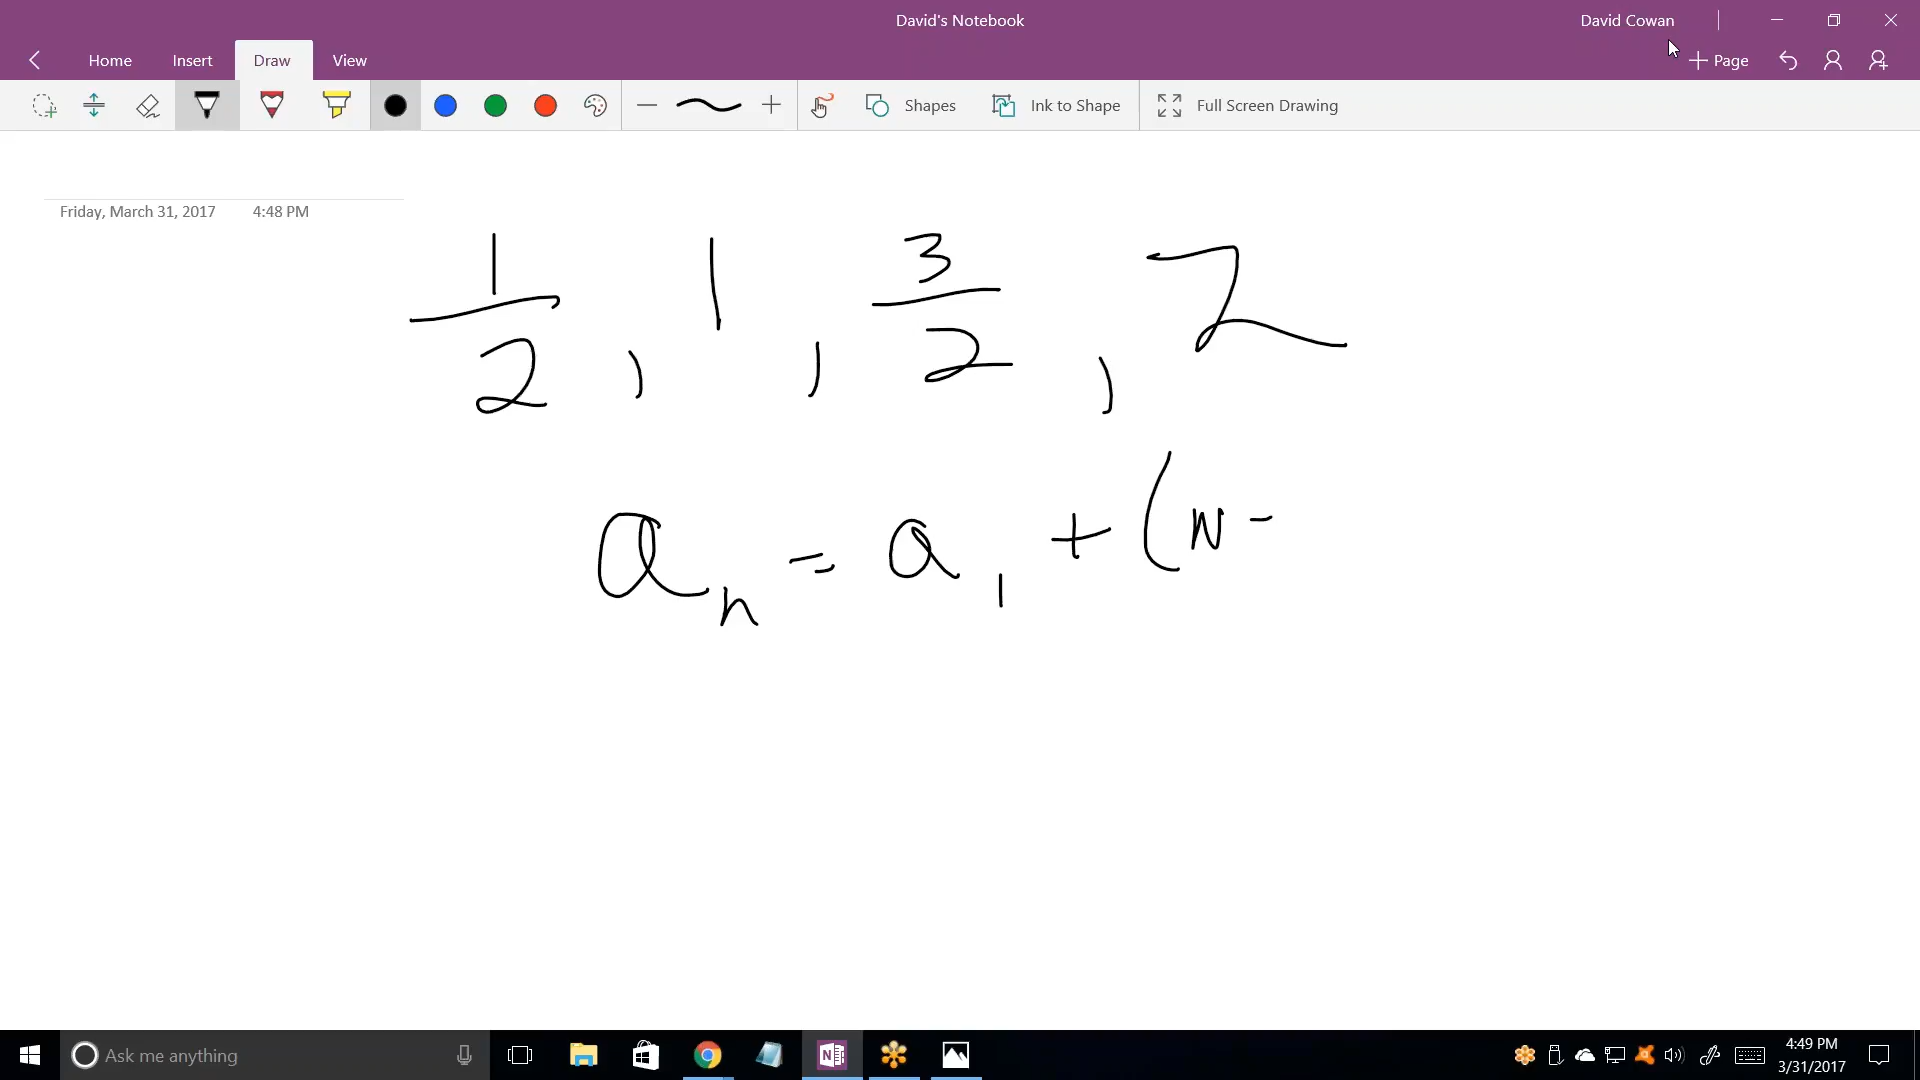 David's Notebook
David Cowan
Home Insert Draw View
+ Page
Shapes Ink to Shape Full Screen Drawing
Friday, March 31, 2017 4:48 PM
1/2 , 1 , 3/2 , 2
aₙ = a₁ + (n -
Ask me anything
N
4:49 PM
3/31/2017